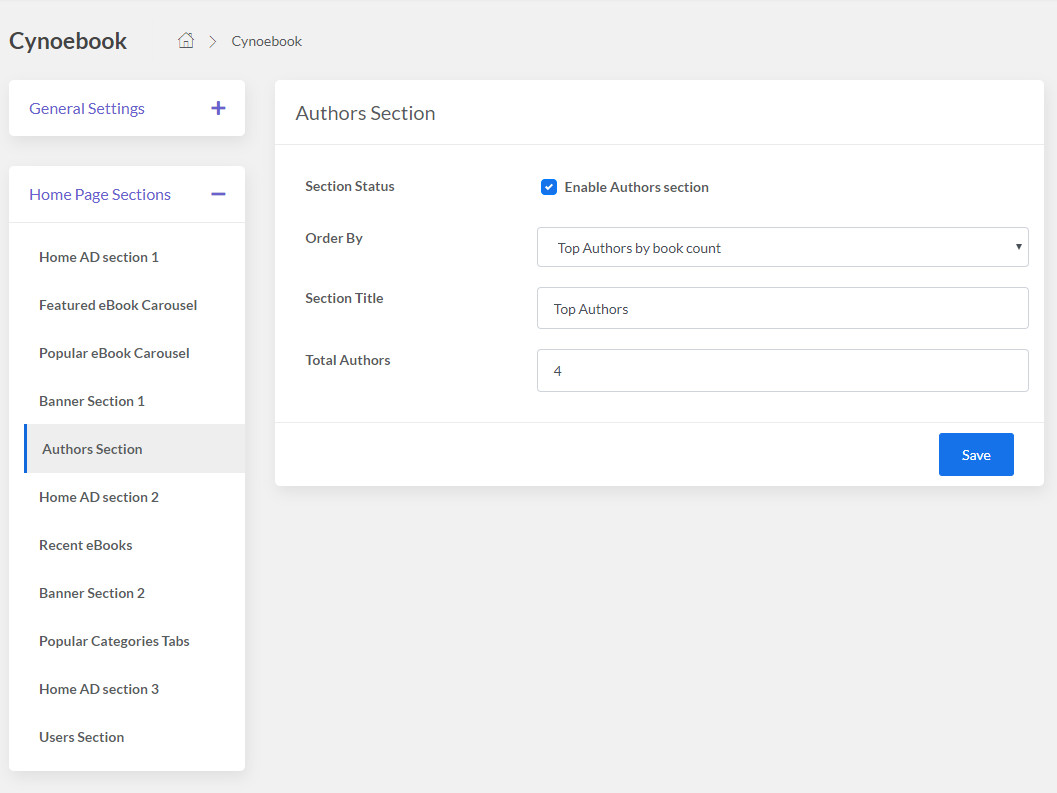 Cynoebook
Cynoebook
General Settings
Home Page Sections
Home AD section 1
Featured eBook Carousel
Popular eBook Carousel
Banner Section 1
Authors Section
Home AD section 2
Recent eBooks
Banner Section 2
Popular Categories Tabs
Home AD section 3
Users Section
Authors Section
Section Status
Enable Authors section
Order By
Top Authors by book count
Section Title
Top Authors
Total Authors
4
Save